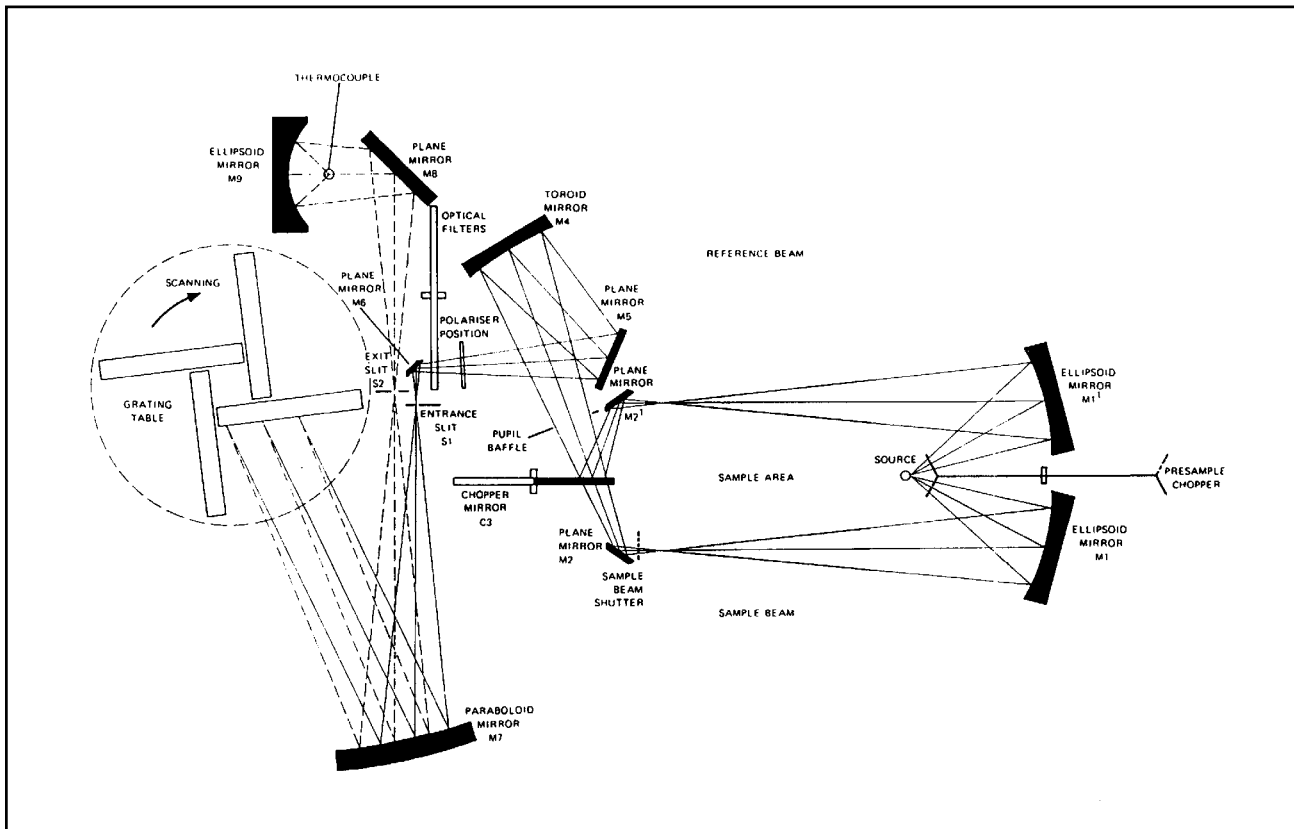 THERMOCOUPLE
ELLIPSOID
MIRROR
M9
PLANE
MIRROR
M8
OPTICAL
FILTERS
TOROID
MIRROR
M4
REFERENCE BEAM
SCANNING
PLANE
MIRROR
M6
POLARISER
POSITION
PLANE
MIRROR
M5
EXIT
SLIT
S2
GRATING
TABLE
ENTRANCE
SLIT
S1
PLANE
MIRROR
M2¹
PUPIL
BAFFLE
ELLIPSOID
MIRROR
M1¹
SOURCE
SAMPLE AREA
PRESAMPLE
CHOPPER
CHOPPER
MIRROR
C3
PLANE
MIRROR
M2
SAMPLE
BEAM
SHUTTER
ELLIPSOID
MIRROR
M1
SAMPLE BEAM
PARABOLOID
MIRROR
M7